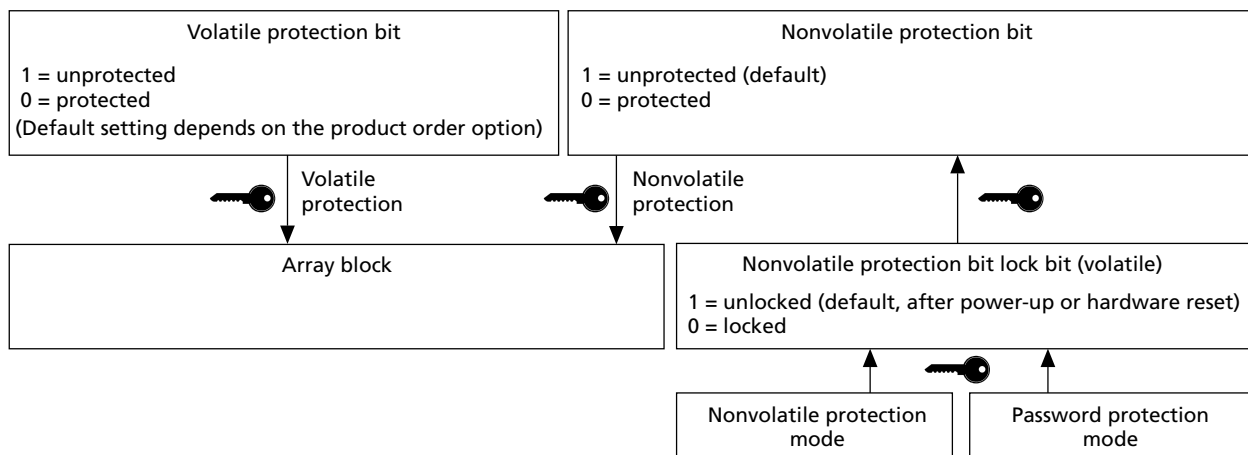 Volatile protection bit
1 = unprotected
0 = protected
(Default setting depends on the product order option)
Nonvolatile protection bit
1 = unprotected (default)
0 = protected
Volatile
protection
Nonvolatile
protection
Array block
Nonvolatile protection bit lock bit (volatile)
1 = unlocked (default, after power-up or hardware reset)
0 = locked
Nonvolatile protection
mode
Password protection
mode